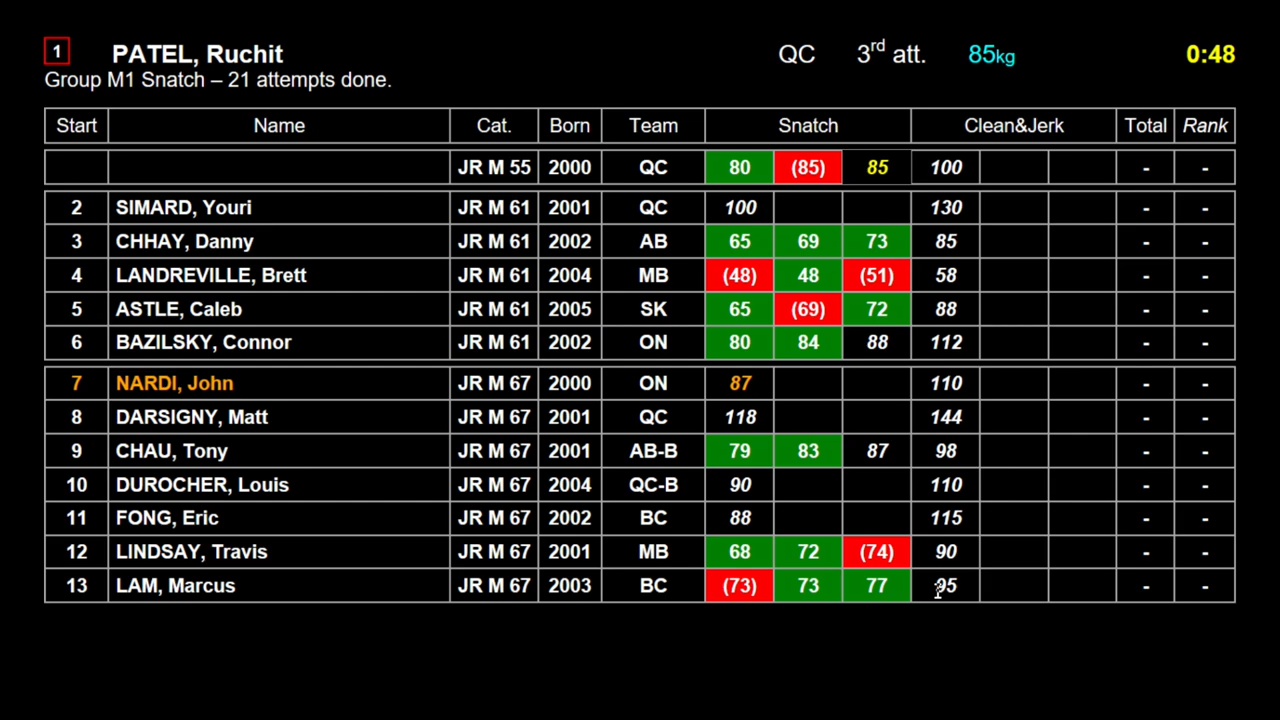 1 PATEL, Ruchit QC 3rd att. 85kg 0:48
Group M1 Snatch – 21 attempts done.
Start Name Cat. Born Team Snatch Clean&Jerk Total Rank
JR M 55 2000 QC 80 (85) 85 100 - -
2 SIMARD, Youri JR M 61 2001 QC 100 130 - -
3 CHHAY, Danny JR M 61 2002 AB 65 69 73 85 - -
4 LANDREVILLE, Brett JR M 61 2004 MB (48) 48 (51) 58 - -
5 ASTLE, Caleb JR M 61 2005 SK 65 (69) 72 88 - -
6 BAZILSKY, Connor JR M 61 2002 ON 80 84 88 112 - -
7 NARDI, John JR M 67 2000 ON 87 110 - -
8 DARSIGNY, Matt JR M 67 2001 QC 118 144 - -
9 CHAU, Tony JR M 67 2001 AB-B 79 83 87 98 - -
10 DUROCHER, Louis JR M 67 2004 QC-B 90 110 - -
11 FONG, Eric JR M 67 2002 BC 88 115 - -
12 LINDSAY, Travis JR M 67 2001 MB 68 72 (74) 90 - -
13 LAM, Marcus JR M 67 2003 BC (73) 73 77 95 - -